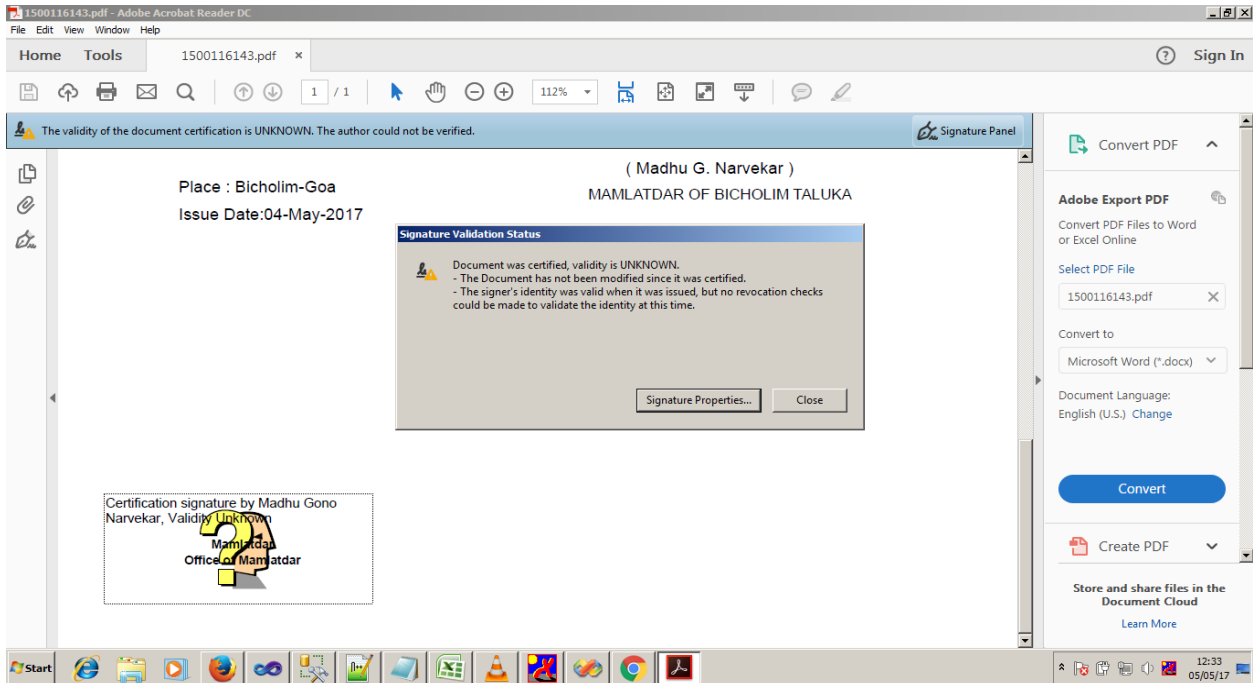 1500116143.pdf - Adobe Acrobat Reader DC
File Edit View Window Help
Home Tools 1500116143.pdf × ? Sign In
1 / 1 112%
The validity of the document certification is UNKNOWN. The author could not be verified.
Signature Panel
Place : Bicholim-Goa
Issue Date:04-May-2017
( Madhu G. Narvekar )
MAMLATDAR OF BICHOLIM TALUKA
Signature Validation Status
Document was certified, validity is UNKNOWN.
- The Document has not been modified since it was certified.
- The signer's identity was valid when it was issued, but no revocation checks
could be made to validate the identity at this time.
Signature Properties...
Close
Certification signature by Madhu Gono
Narvekar, Validity Unknown
Mamlatdar
Office of Mamlatdar
Convert PDF
Adobe Export PDF
Convert PDF Files to Word
or Excel Online
Select PDF File
1500116143.pdf
Convert to
Microsoft Word (*.docx)
Document Language:
English (U.S.) Change
Convert
Create PDF
Store and share files in the
Document Cloud
Learn More
Start
12:33
05/05/17